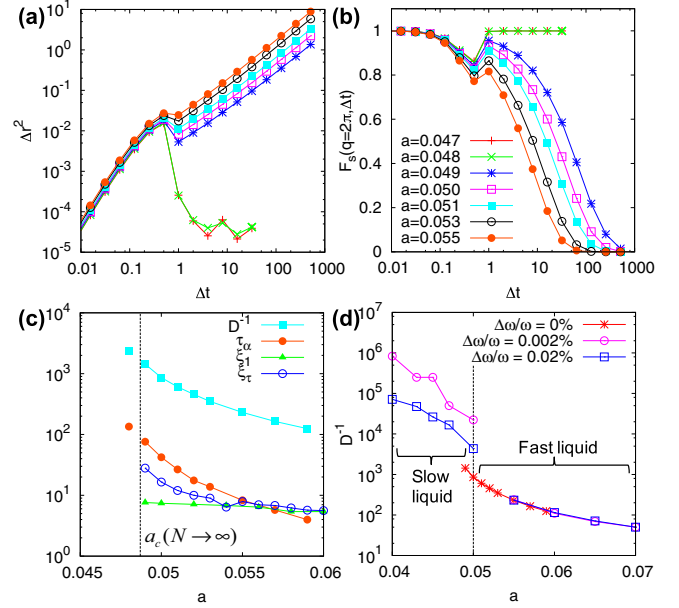 (a)
10^1
10^0
10^-1
10^-2
10^-3
10^-4
10^-5
Δr^2
0.01 0.1 1 10 100 1000
Δt
(b)
1
0.8
0.6
0.4
0.2
0
F_s(q=2π,Δt)
a=0.047
a=0.048
a=0.049
a=0.050
a=0.051
a=0.053
a=0.055
0.01 0.1 1 10 100 1000
Δt
(c)
10^4
10^3
10^2
10^1
10^0
D^-1
τ_α
ξ_1
ξ_τ
a_c(N→∞)
0.045 0.05 0.055 0.06
a
(d)
10^7
10^6
10^5
10^4
10^3
10^2
10^1
D^-1
Δω/ω = 0%
Δω/ω = 0.002%
Δω/ω = 0.02%
Slow
liquid
Fast liquid
0.04 0.05 0.06 0.07
a